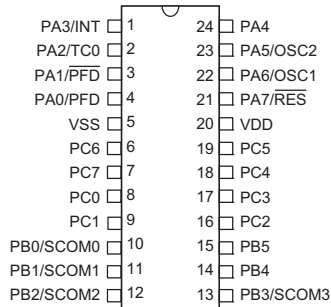 PA3/INT 1 24 PA4
PA2/TC0 2 23 PA5/OSC2
PA1/PFD 3 22 PA6/OSC1
PA0/PFD 4 21 PA7/RES
VSS 5 20 VDD
PC6 6 19 PC5
PC7 7 18 PC4
PC0 8 17 PC3
PC1 9 16 PC2
PB0/SCOM0 10 15 PB5
PB1/SCOM1 11 14 PB4
PB2/SCOM2 12 13 PB3/SCOM3